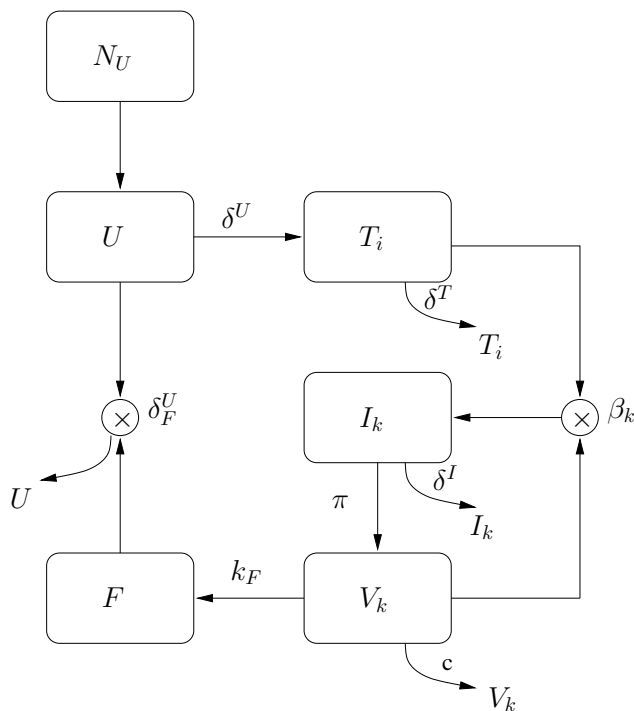 N_U
U
δ^U
T_i
δ^T
T_i
δ^U_F
I_k
β_k
U
π
δ^I
I_k
F
k_F
V_k
c
V_k